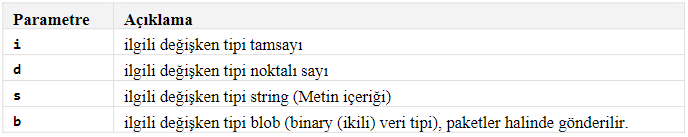 Parametre Açıklama
i ilgili değişken tipi tamsayı
d ilgili değişken tipi noktalı sayı
s ilgili değişken tipi string (Metin içeriği)
b ilgili değişken tipi blob (binary (ikili) veri tipi), paketler halinde gönderilir.